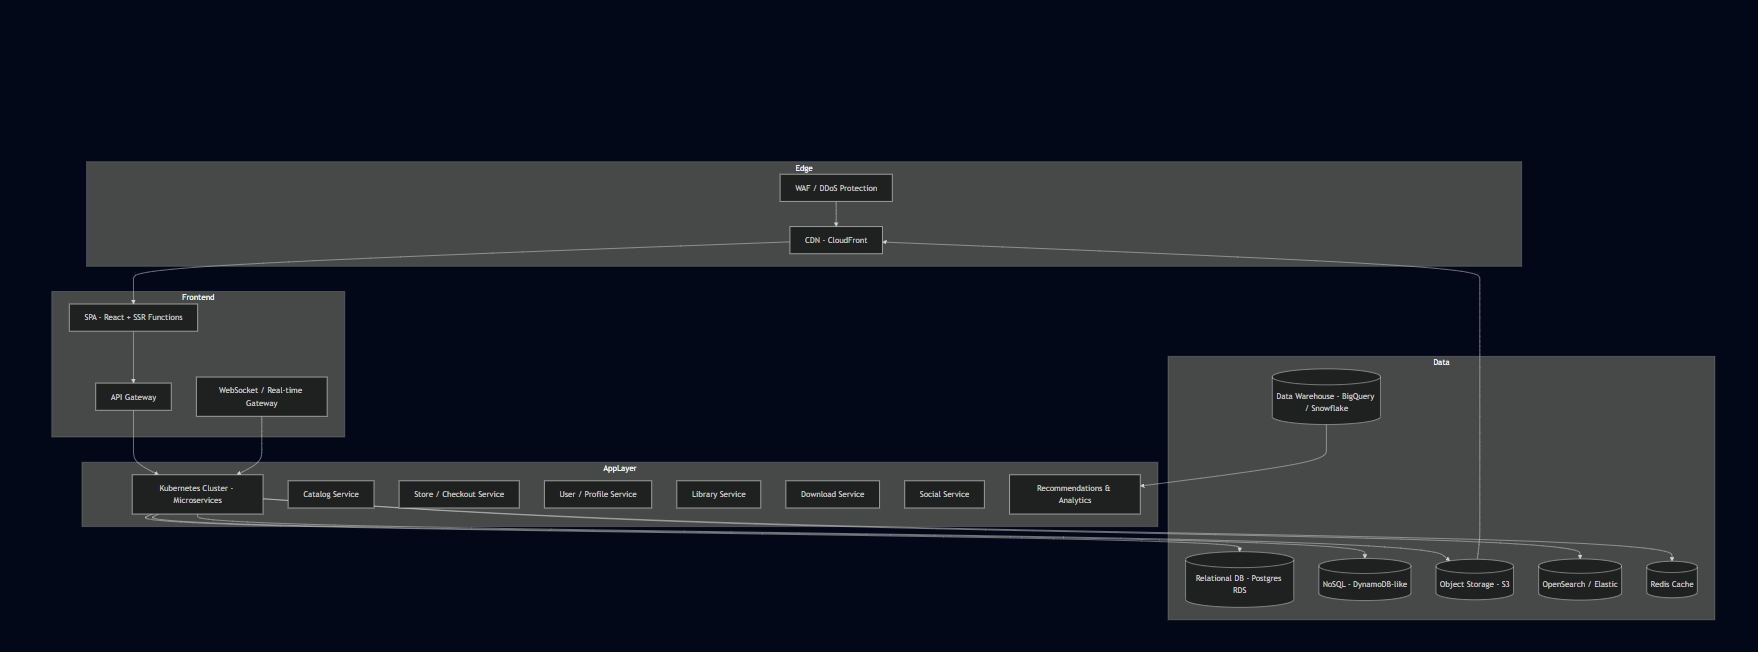 Edge
WAF / DDoS Protection
CDN - CloudFront
Frontend
SPA - React + SSR Functions
API Gateway
WebSocket / Real-time
Gateway
Data
Data Warehouse - BigQuery
/ Snowflake
AppLayer
Kubernetes Cluster -
Microservices
Catalog Service
Store / Checkout Service
User / Profile Service
Library Service
Download Service
Social Service
Recommendations &
Analytics
Relational DB - Postgres
RDS
NoSQL - DynamoDB-like
Object Storage - S3
OpenSearch / Elastic
Redis Cache